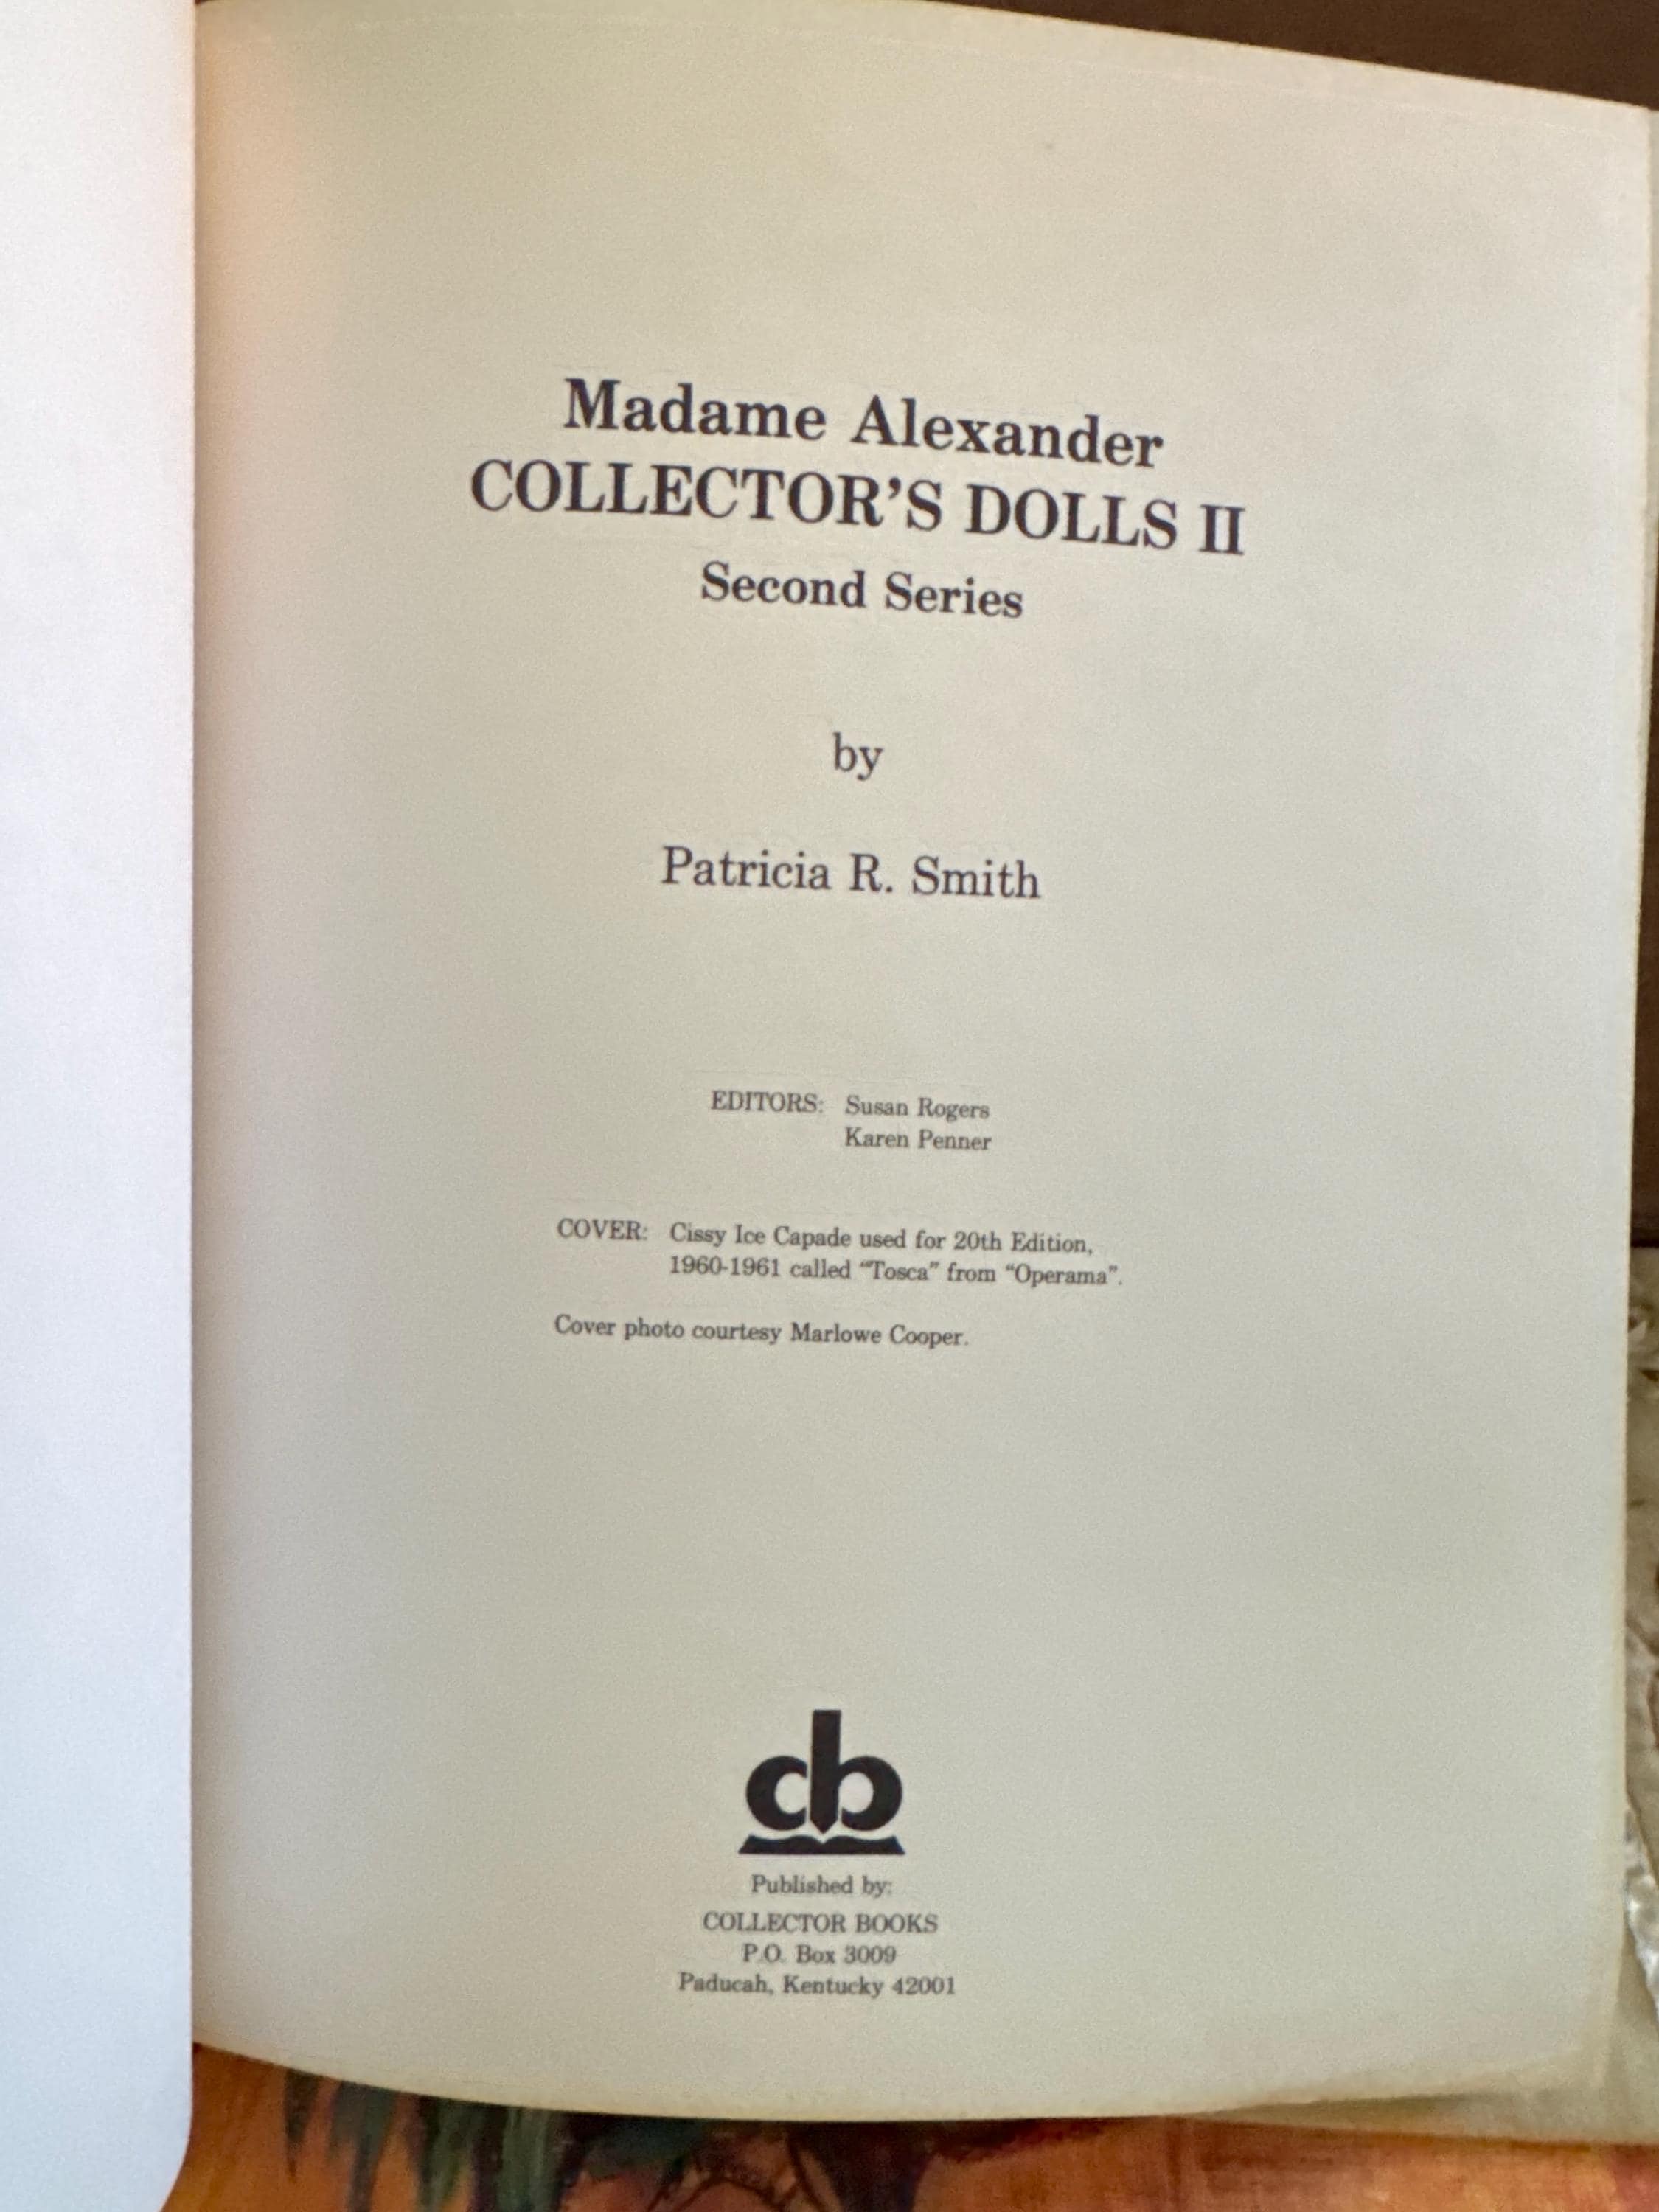 Madame Alexander
COLLECTOR'S DOLLS II
Second Series
by
Patricia R. Smith
EDITORS: Susan Rogers
Karen Penner
COVER: Cissy Ice Capade used for 20th Edition,
1960-1961 called “Tosca” from “Operama”.
Cover photo courtesy Marlowe Cooper.
cb
Published by:
COLLECTOR BOOKS
P.O. Box 3009
Paducah, Kentucky 42001